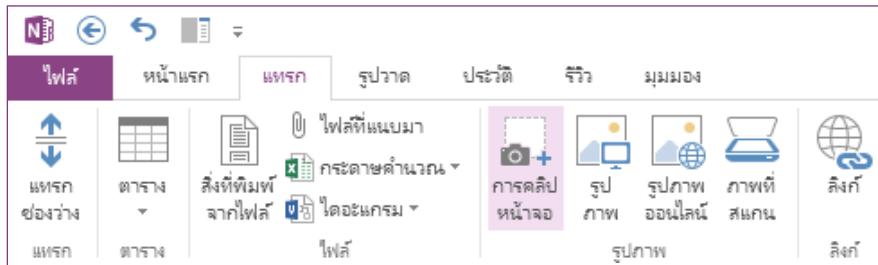 ไฟล์ หน้าแรก แทรก รูปวาด ประวัติ รีวิว มุมมอง
แทรก
ช่องว่าง
ตาราง
สิ่งที่พิมพ์
จากไฟล์
ไฟล์ที่แนบมา
กระดาษคำนวณ
ไดอะแกรม
การคลิป
หน้าจอ
รูป
ภาพ
รูปภาพ
ออนไลน์
ภาพที่
สแกน
ลิงก์
แทรก ตาราง ไฟล์ รูปภาพ ลิงก์